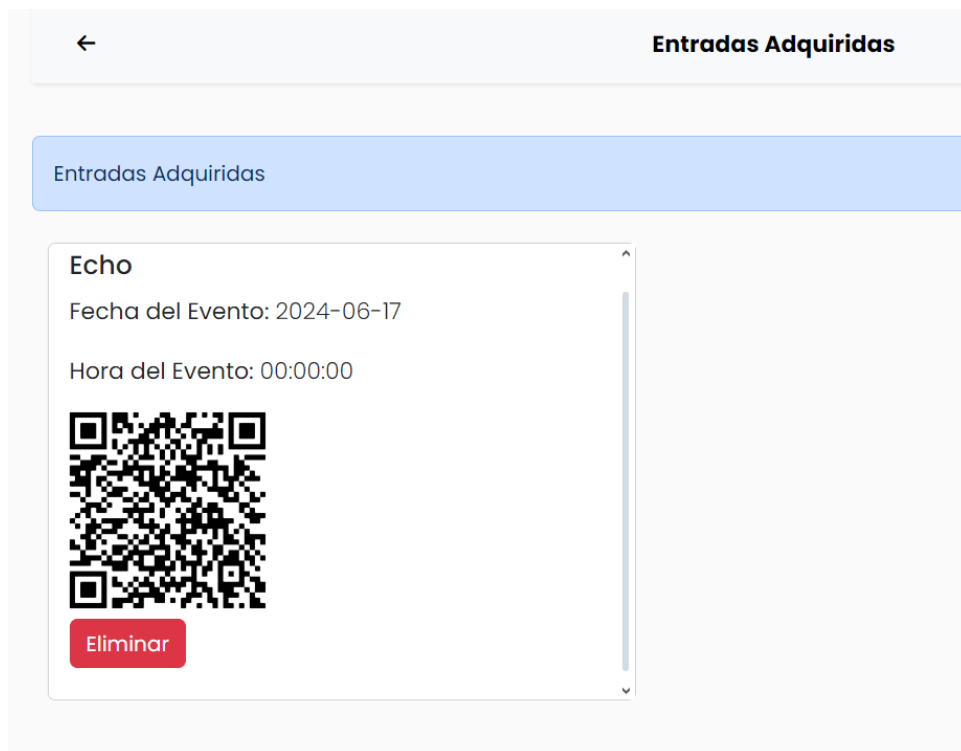 Entradas Adquiridas
Entradas Adquiridas
Echo
Fecha del Evento: 2024-06-17
Hora del Evento: 00:00:00
Eliminar